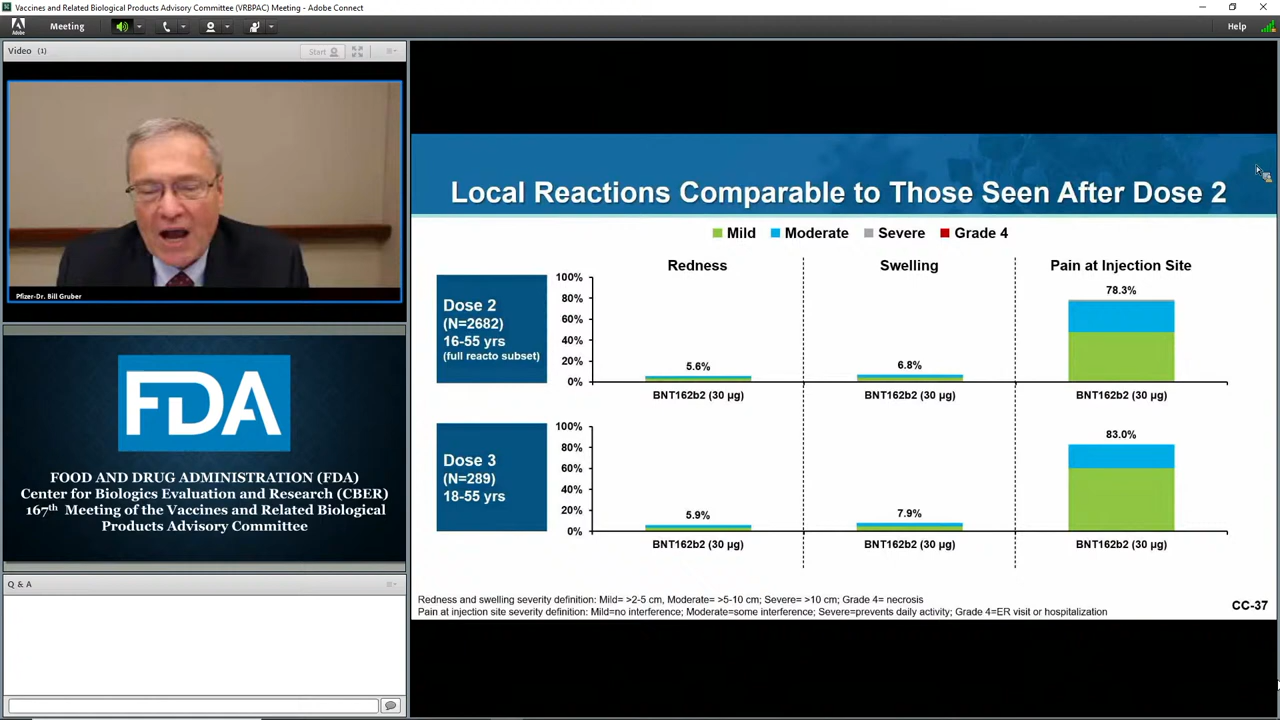 Vaccines and Related Biological Products Advisory Committee (VRBPAC) Meeting - Adobe Connect
Adobe
Meeting
Help
Video (1)
Start
Pfizer-Dr. Bill Gruber
FDA
FOOD AND DRUG ADMINISTRATION (FDA)
Center for Biologics Evaluation and Research (CBER)
167th Meeting of the Vaccines and Related Biological
Products Advisory Committee
Q & A
Local Reactions Comparable to Those Seen After Dose 2
Mild Moderate Severe Grade 4
Redness Swelling Pain at Injection Site
Dose 2
(N=2682)
16-55 yrs
(full reacto subset)
100%
80%
60%
40%
20%
0%
5.6% 6.8% 78.3%
BNT162b2 (30 µg) BNT162b2 (30 µg) BNT162b2 (30 µg)
Dose 3
(N=289)
18-55 yrs
100%
80%
60%
40%
20%
0%
5.9% 7.9% 83.0%
BNT162b2 (30 µg) BNT162b2 (30 µg) BNT162b2 (30 µg)
Redness and swelling severity definition: Mild= >2-5 cm, Moderate= >5-10 cm; Severe= >10 cm; Grade 4= necrosis
Pain at injection site severity definition: Mild=no interference; Moderate=some interference; Severe=prevents daily activity; Grade 4=ER visit or hospitalization
CC-37